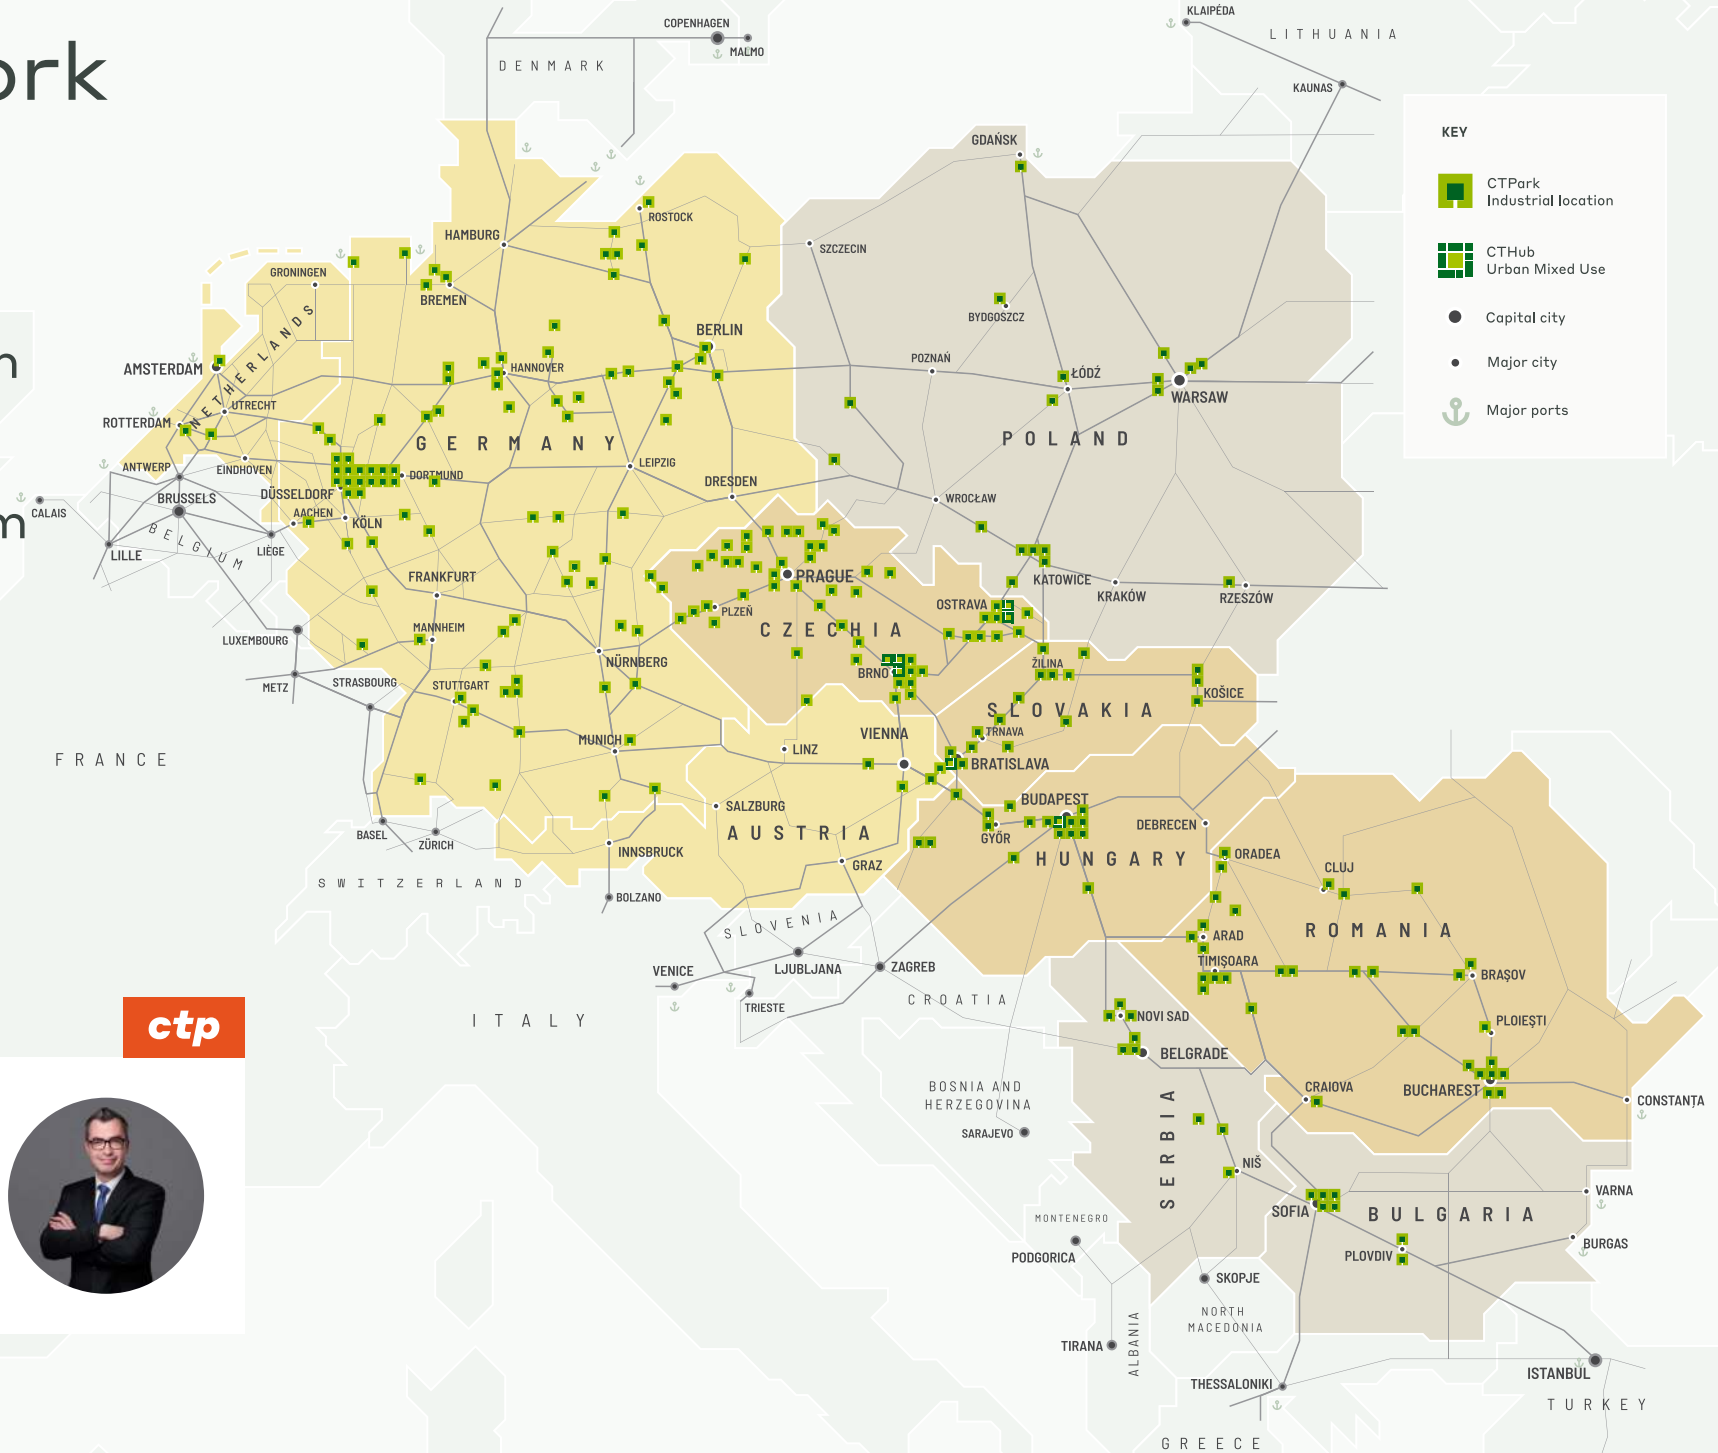 ork
n
m
COPENHAGEN
MALMO
DENMARK
KLAIPÉDA
LITHUANIA
KAUNAS
KEY
CTPark
Industrial location
CTHub
Urban Mixed Use
Capital city
Major city
Major ports
GDAŃSK
ROSTOCK
HAMBURG
SZCZECIN
GRONINGEN
BREMEN
BYDGOSZCZ
BERLIN
NETHERLANDS
AMSTERDAM
HANNOVER
POZNAŃ
ŁÓDŹ
WARSAW
UTRECHT
ROTTERDAM
GERMANY
POLAND
ANTWERP
EINDHOVEN
DORTMUND
LEIPZIG
DRESDEN
DÜSSELDORF
BRUSSELS
WROCŁAW
CALAIS
AACHEN
KÖLN
BELGIUM
LILLE
LIÈGE
FRANKFURT
PRAGUE
KATOWICE
KRAKÓW
RZESZÓW
OSTRAVA
PLZEŇ
CZECHIA
LUXEMBOURG
MANNHEIM
NÜRNBERG
BRNO
ŽILINA
METZ
STRASBOURG
STUTTGART
KOŠICE
SLOVAKIA
FRANCE
MUNICH
LINZ
VIENNA
TRNAVA
BRATISLAVA
SALZBURG
BUDAPEST
AUSTRIA
BASEL
ZÜRICH
GYÖR
DEBRECEN
INNSBRUCK
GRAZ
HUNGARY
ORADEA
CLUJ
SWITZERLAND
BOLZANO
SLOVENIA
ROMANIA
ARAD
VENICE
LJUBLJANA
ZAGREB
TIMIŞOARA
BRAŞOV
TRIESTE
CROATIA
ITALY
NOVI SAD
PLOIEŞTI
BELGRADE
ctp
BOSNIA AND
HERZEGOVINA
CRAIOVA
BUCHAREST
CONSTANȚA
SARAJEVO
SERBIA
NIŠ
VARNA
SOFIA
BULGARIA
MONTENEGRO
PODGORICA
PLOVDIV
BURGAS
SKOPJE
NORTH
MACEDONIA
TIRANA
ALBANIA
ISTANBUL
THESSALONIKI
TURKEY
GREECE